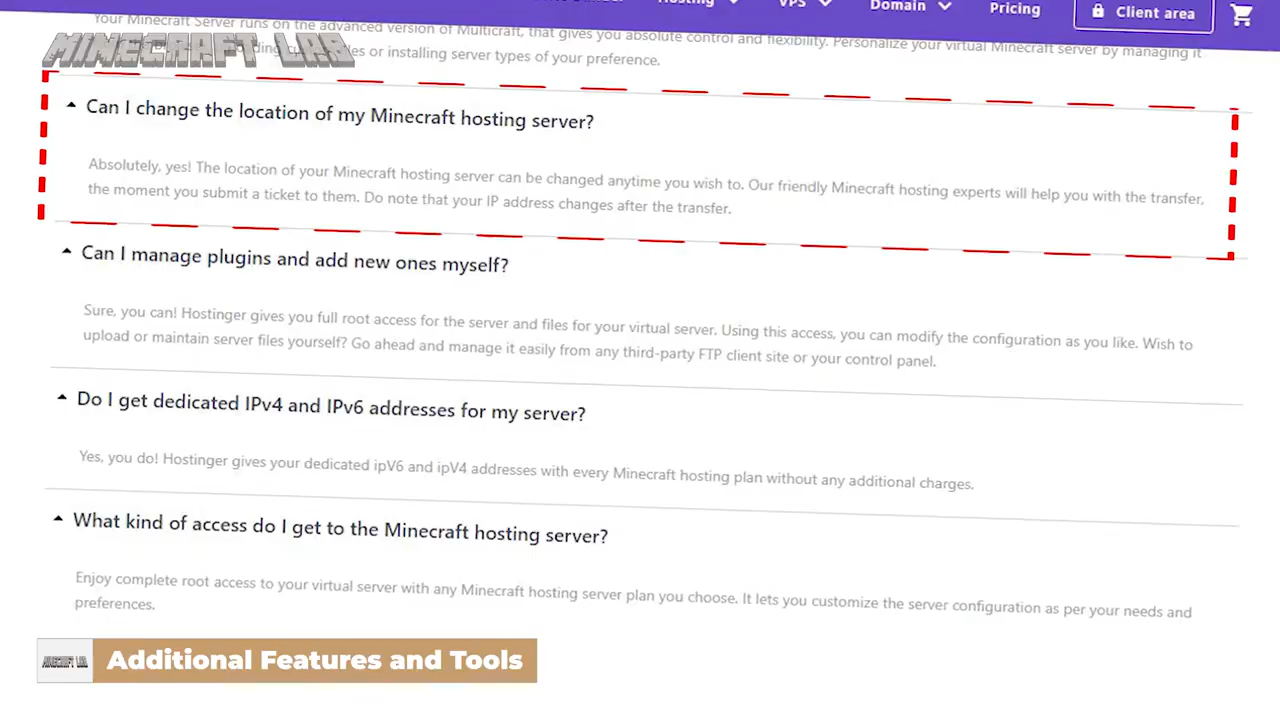 Hosting
VPS
Domain
Pricing
Client area
Your Minecraft Server runs on the advanced version of Multicraft, that gives you absolute control and flexibility. Personalize your virtual Minecraft server by managing it
MINECRAFT LAB
or installing server types of your preference.
Can I change the location of my Minecraft hosting server?
Absolutely, yes! The location of your Minecraft hosting server can be changed anytime you wish to. Our friendly Minecraft hosting experts will help you with the transfer,
the moment you submit a ticket to them. Do note that your IP address changes after the transfer.
Can I manage plugins and add new ones myself?
Sure, you can! Hostinger gives you full root access for the server and files for your virtual server. Using this access, you can modify the configuration as you like. Wish to
upload or maintain server files yourself? Go ahead and manage it easily from any third-party FTP client site or your control panel.
Do I get dedicated IPv4 and IPv6 addresses for my server?
Yes, you do! Hostinger gives your dedicated ipV6 and ipV4 addresses with every Minecraft hosting plan without any additional charges.
What kind of access do I get to the Minecraft hosting server?
Enjoy complete root access to your virtual server with any Minecraft hosting server plan you choose. It lets you customize the server configuration as per your needs and
preferences.
MINECRAFT LAB
Additional Features and Tools